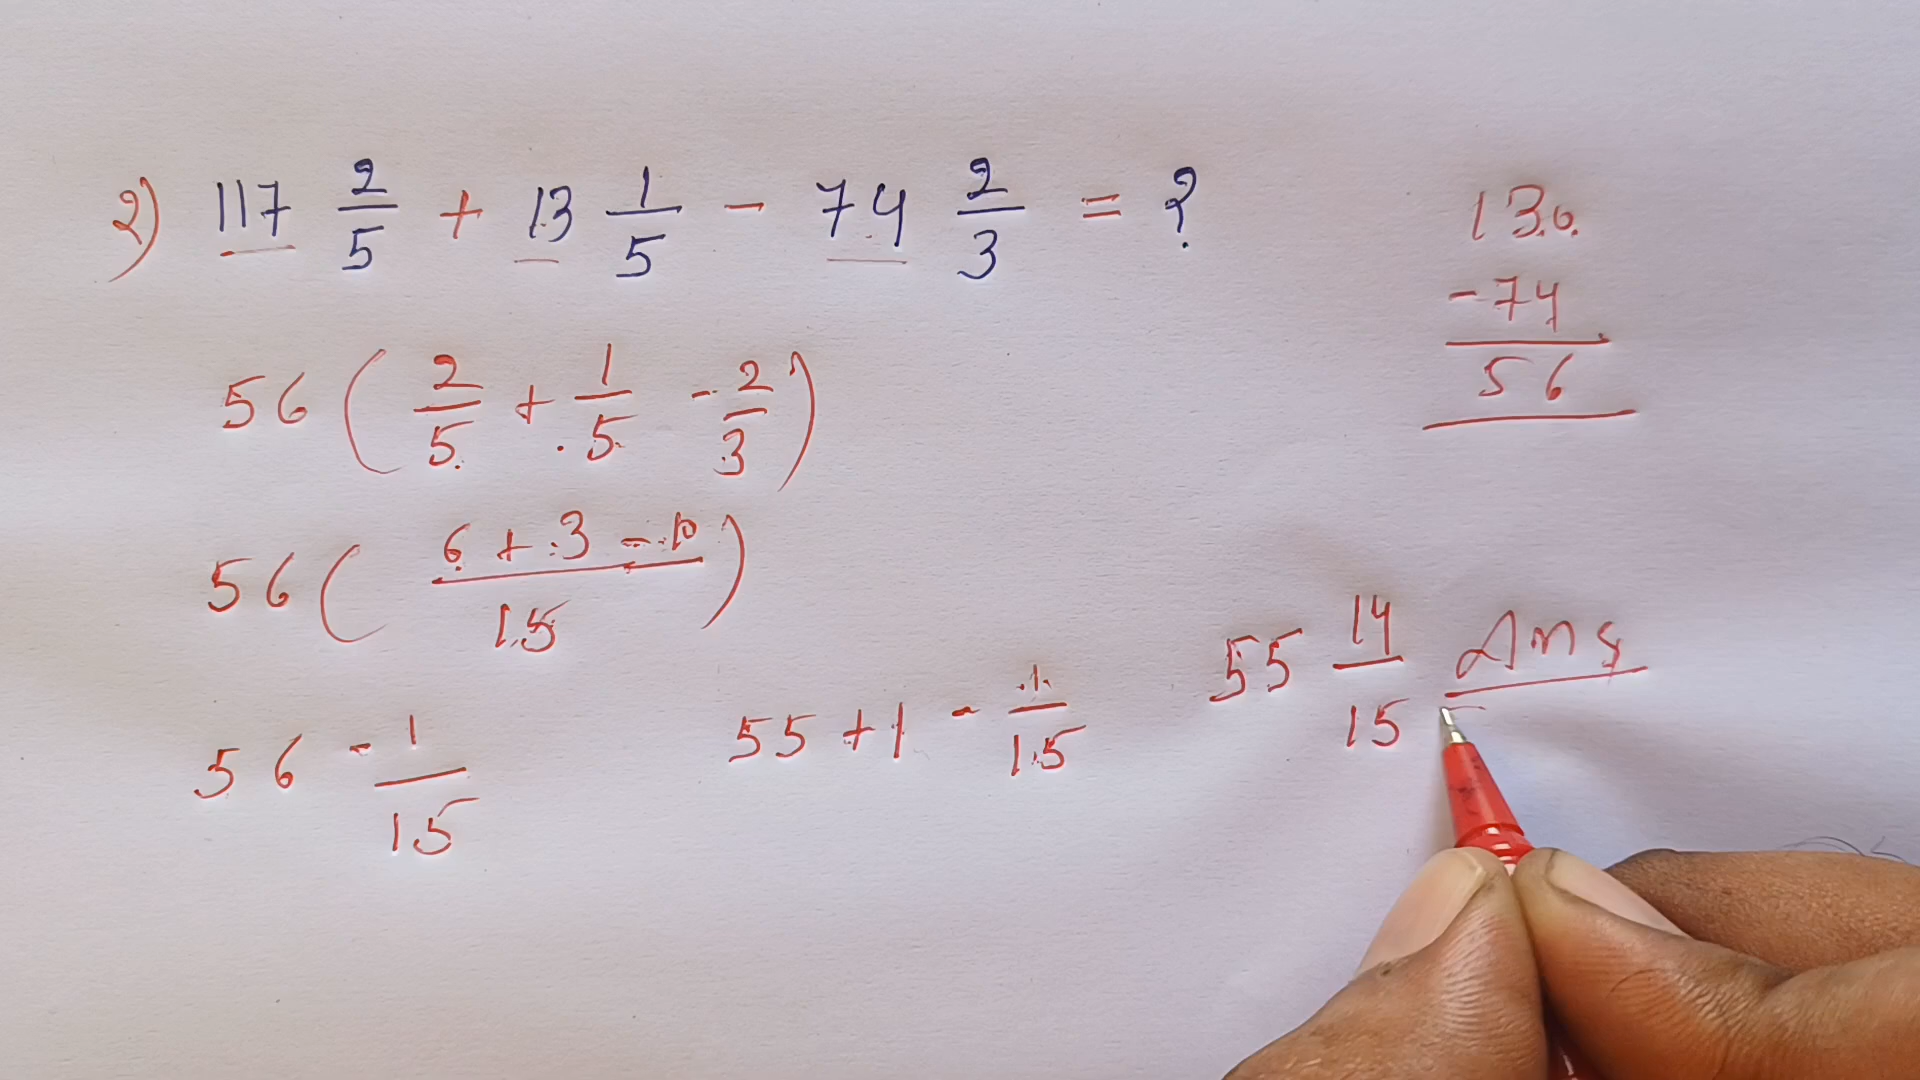 2) 117 2/5 + 13 1/5 - 74 2/3 = ?
130
-74
56
56 ( 2/5 + 1/5 - 2/3 )
56 ( 6 + 3 - 10 / 15 )
56 - 1/15
55 + 1 - 1/15
55 14/15 Ans